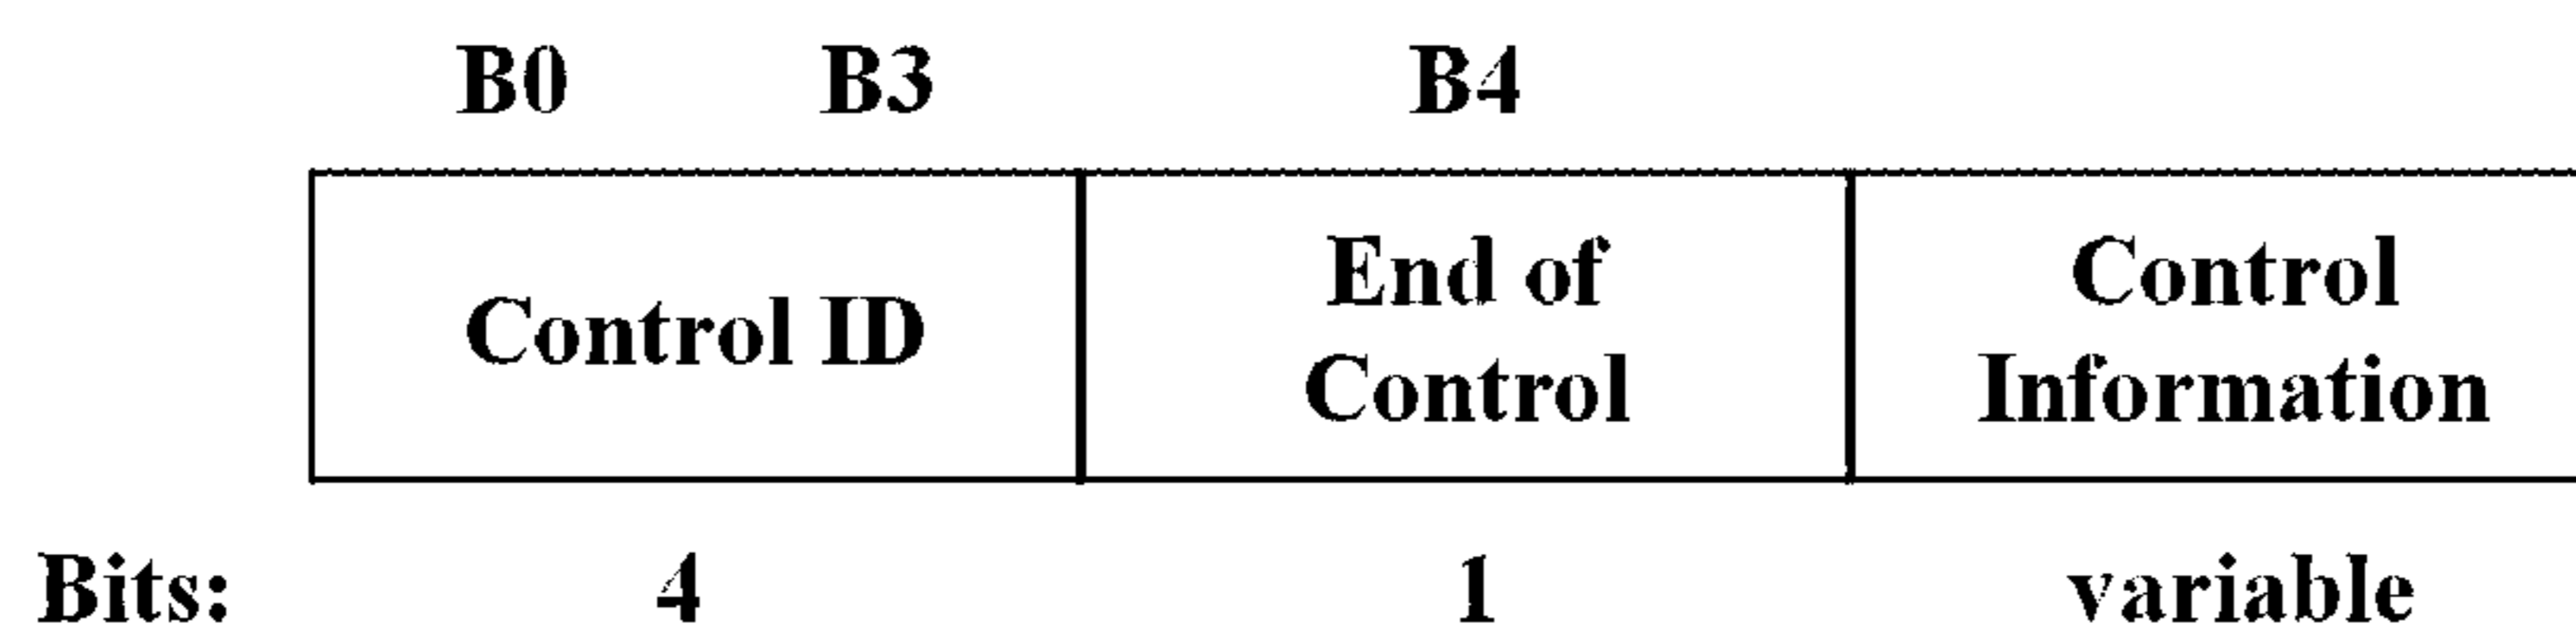 B0 B3 B4
Control ID
End of
Control
Control
Information
Bits: 4 1 variable